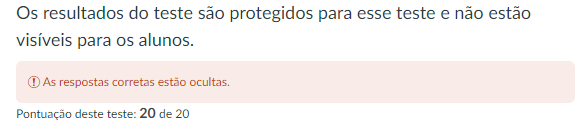 Os resultados do teste são protegidos para esse teste e não estão
visíveis para os alunos.
As respostas corretas estão ocultas.
Pontuação deste teste: 20 de 20